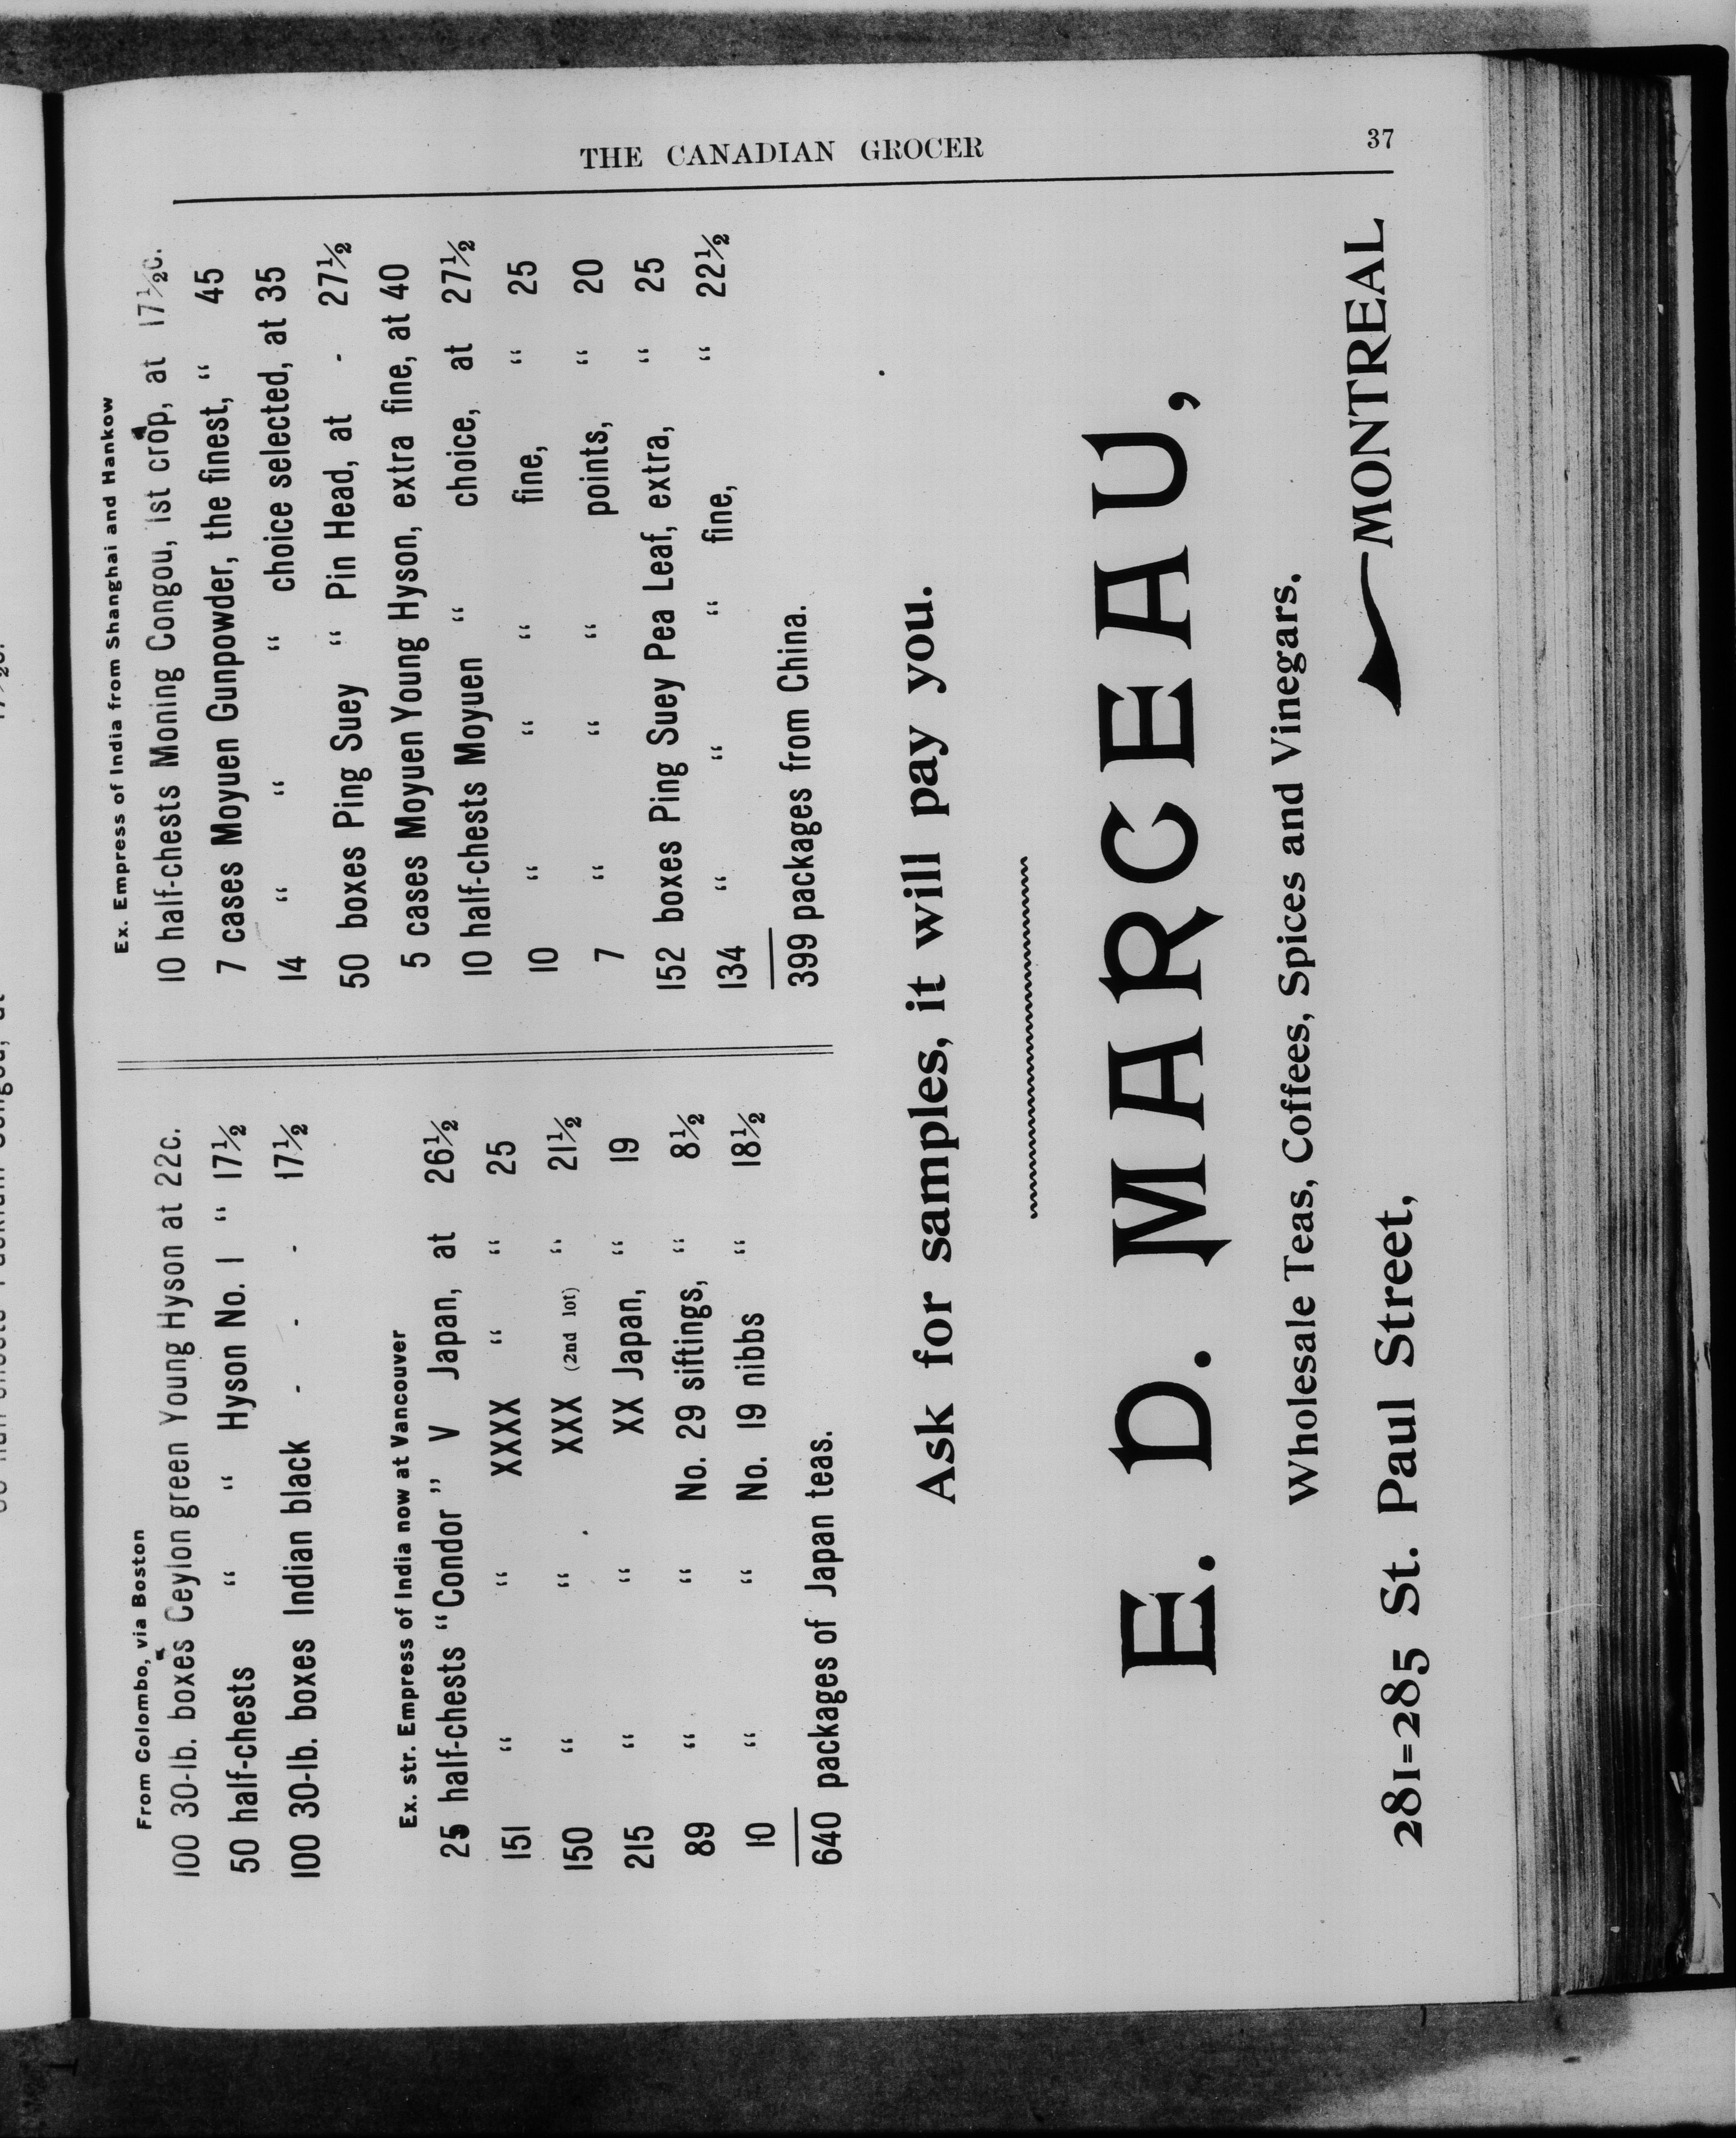 THE CANADIAN GROCER 37
From Colombo, via Boston
100 30-lb. boxes Ceylon green Young Hyson at 22c.
50 half-chests “ “ Hyson No. 1 “ 17½
100 30-lb. boxes Indian black - - - 17½
Ex. str. Empress of India now at Vancouver
25 half-chests “Condor” V Japan, at 26½
151 “ “ XXXX “ “ 25
150 “ “ XXX (2nd lot) “ 21½
215 “ “ XX Japan, “ 19
89 “ “ No. 29 siftings, “ 8½
10 “ “ No. 19 nibbs “ 18½
640 packages of Japan teas.
Ex. Empress of India from Shanghai and Hankow
10 half-chests Moning Congou, 1st crop, at 17½c.
7 cases Moyuen Gunpowder, the finest, “ 45
14 “ “ “ choice selected, at 35
50 boxes Ping Suey “ Pin Head, at - 27½
5 cases Moyuen Young Hyson, extra fine, at 40
10 half-chests Moyuen “ choice, at 27½
10 “ “ “ fine, “ 25
7 “ “ “ points, “ 20
152 boxes Ping Suey Pea Leaf, extra, “ 25
134 “ “ “ fine, “ 22½
399 packages from China.
Ask for samples, it will pay you.
E. D. MARCEAU,
Wholesale Teas, Coffees, Spices and Vinegars.
281=285 St. Paul Street, MONTREAL